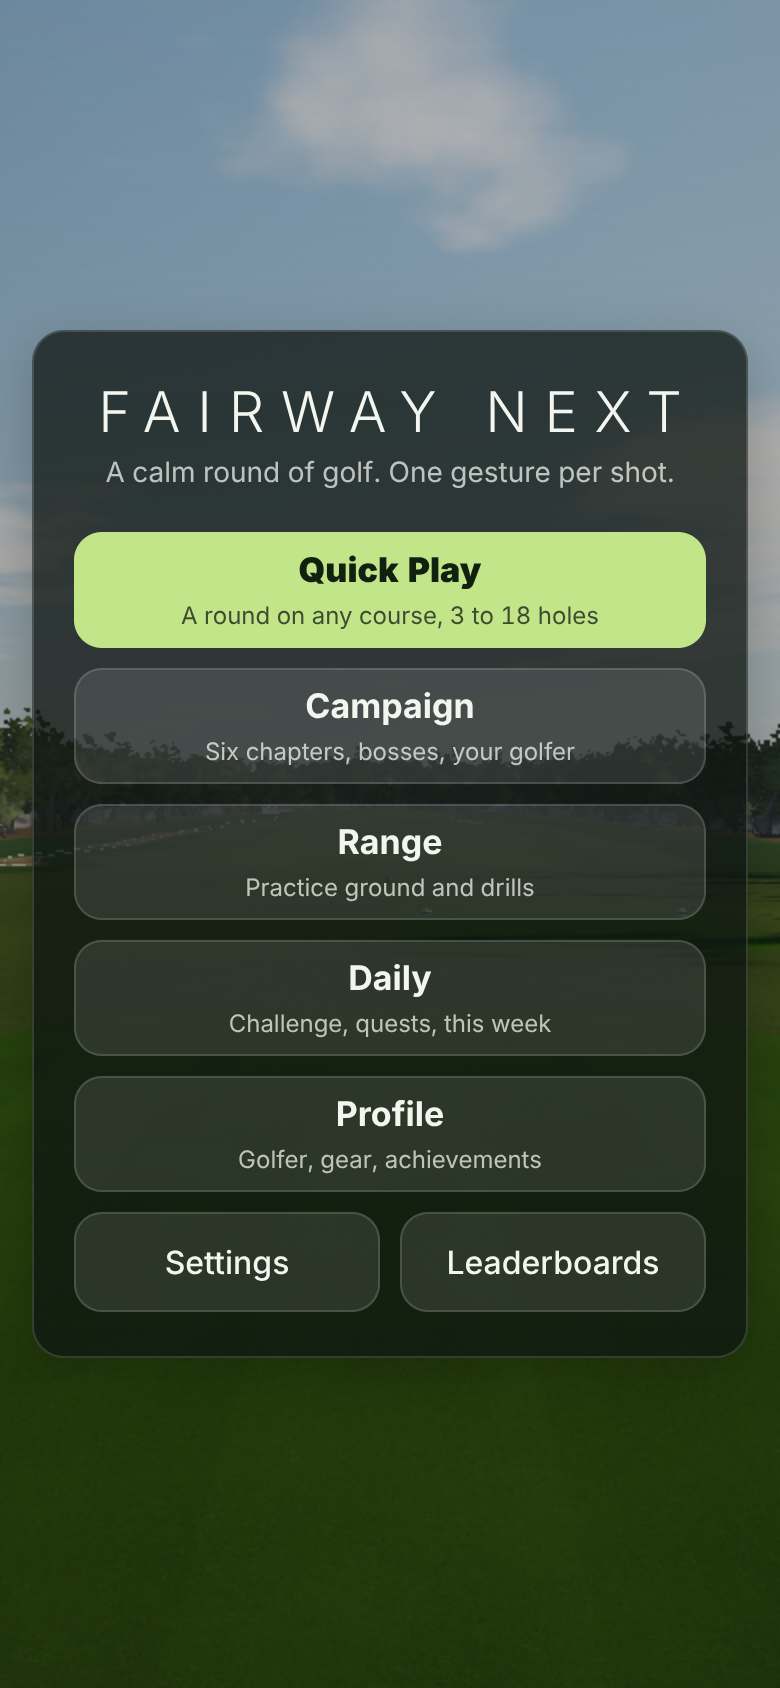 FAIRWAY NEXT
A calm round of golf. One gesture per shot.
Quick Play
A round on any course, 3 to 18 holes
Campaign
Six chapters, bosses, your golfer
Range
Practice ground and drills
Daily
Challenge, quests, this week
Profile
Golfer, gear, achievements
Settings
Leaderboards